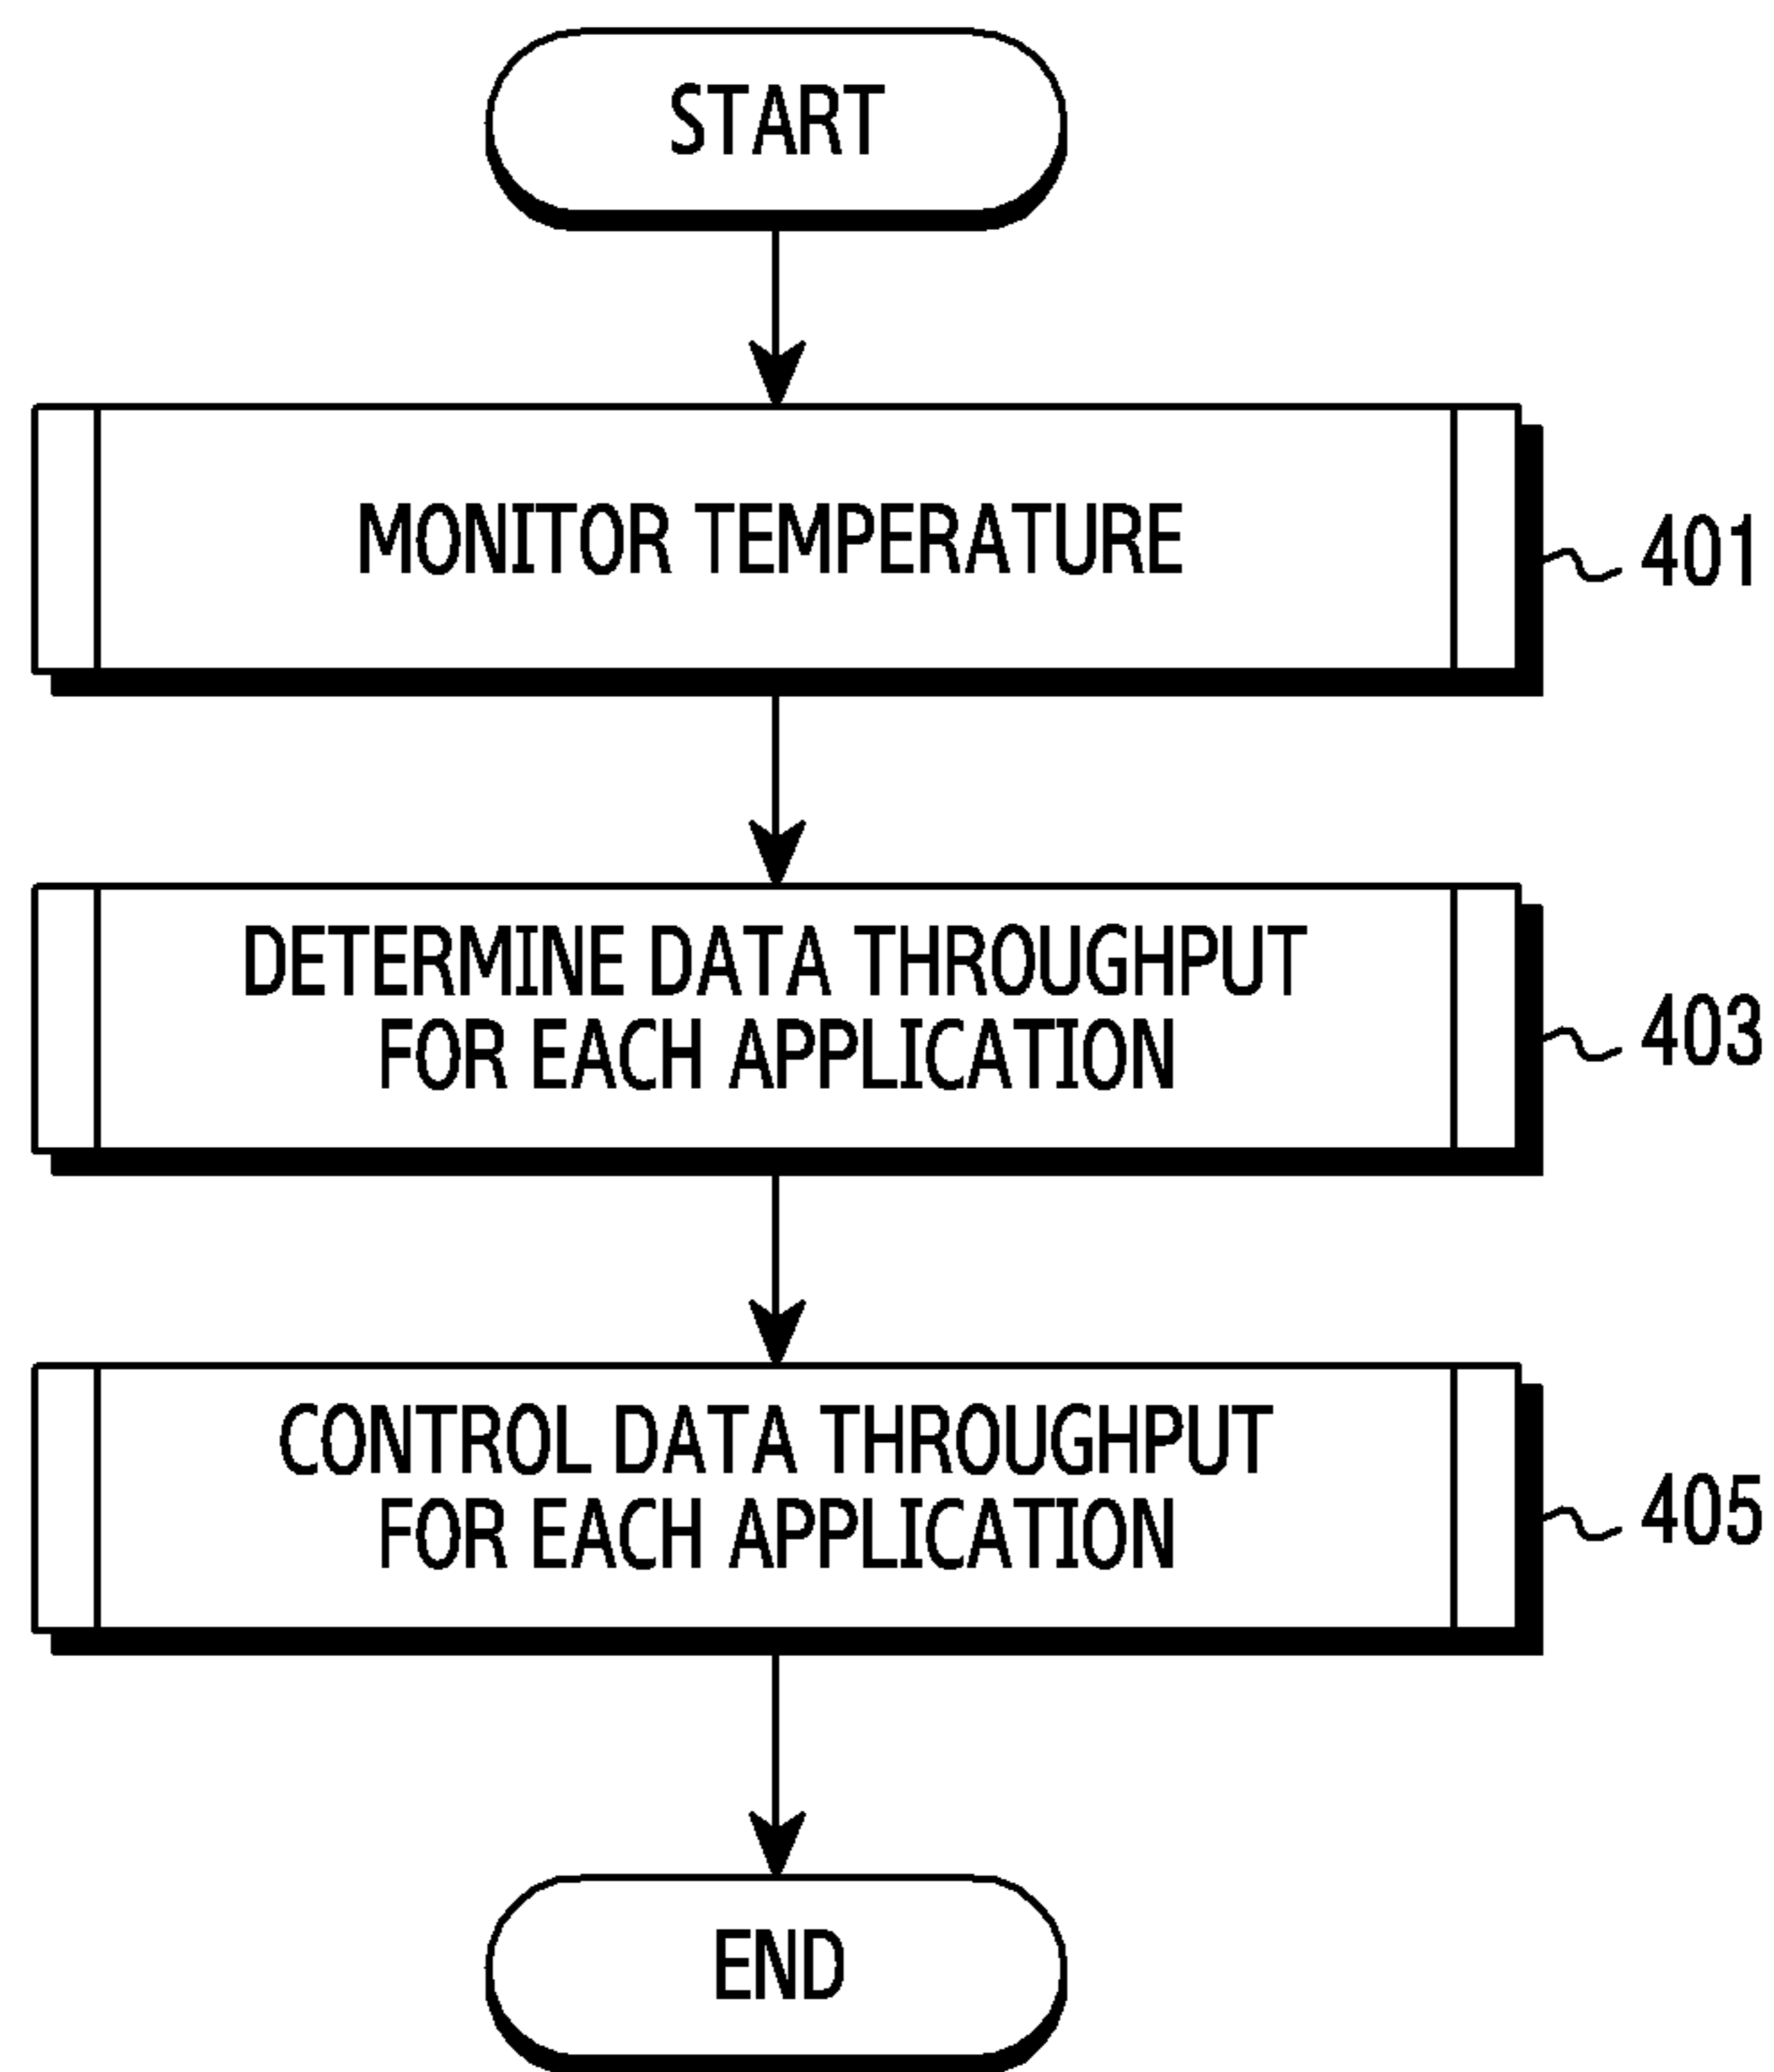 START
MONITOR TEMPERATURE
401
DETERMINE DATA THROUGHPUT
FOR EACH APPLICATION
403
CONTROL DATA THROUGHPUT
FOR EACH APPLICATION
405
END